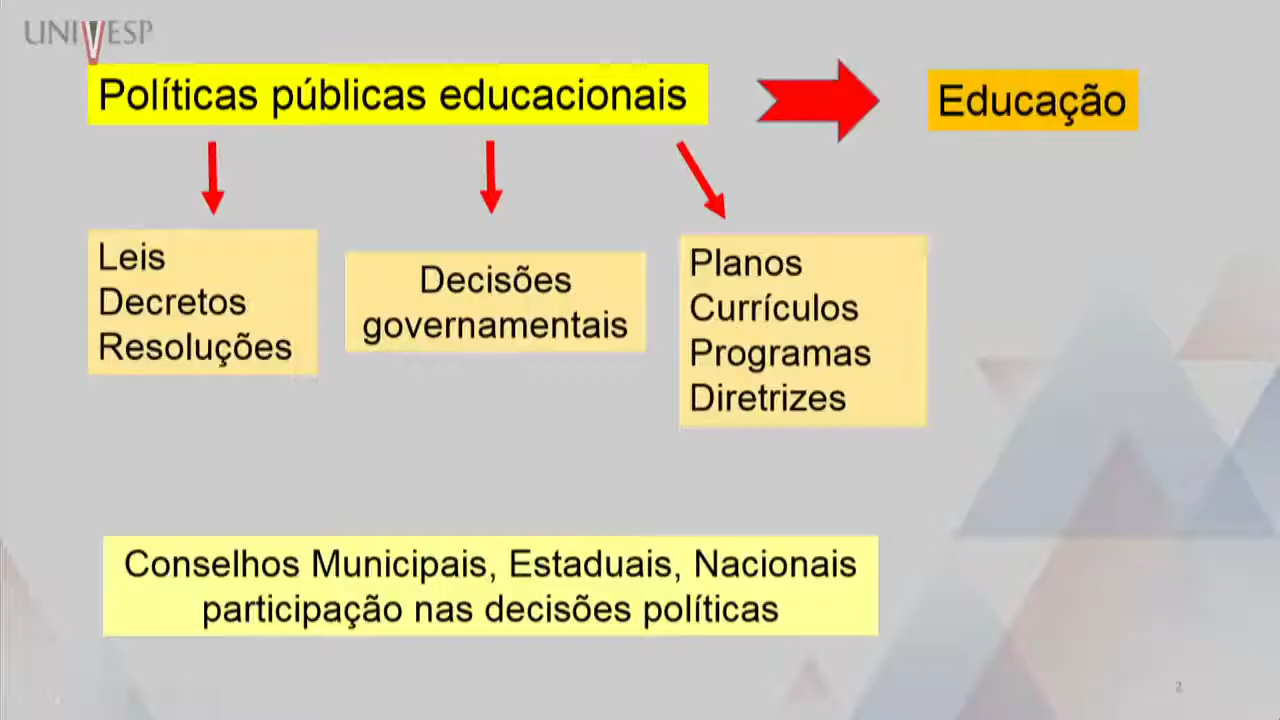 UNIVESP
Políticas públicas educacionais
Educação
Leis
Decretos
Resoluções
Decisões
governamentais
Planos
Currículos
Programas
Diretrizes
Conselhos Municipais, Estaduais, Nacionais
participação nas decisões políticas
2